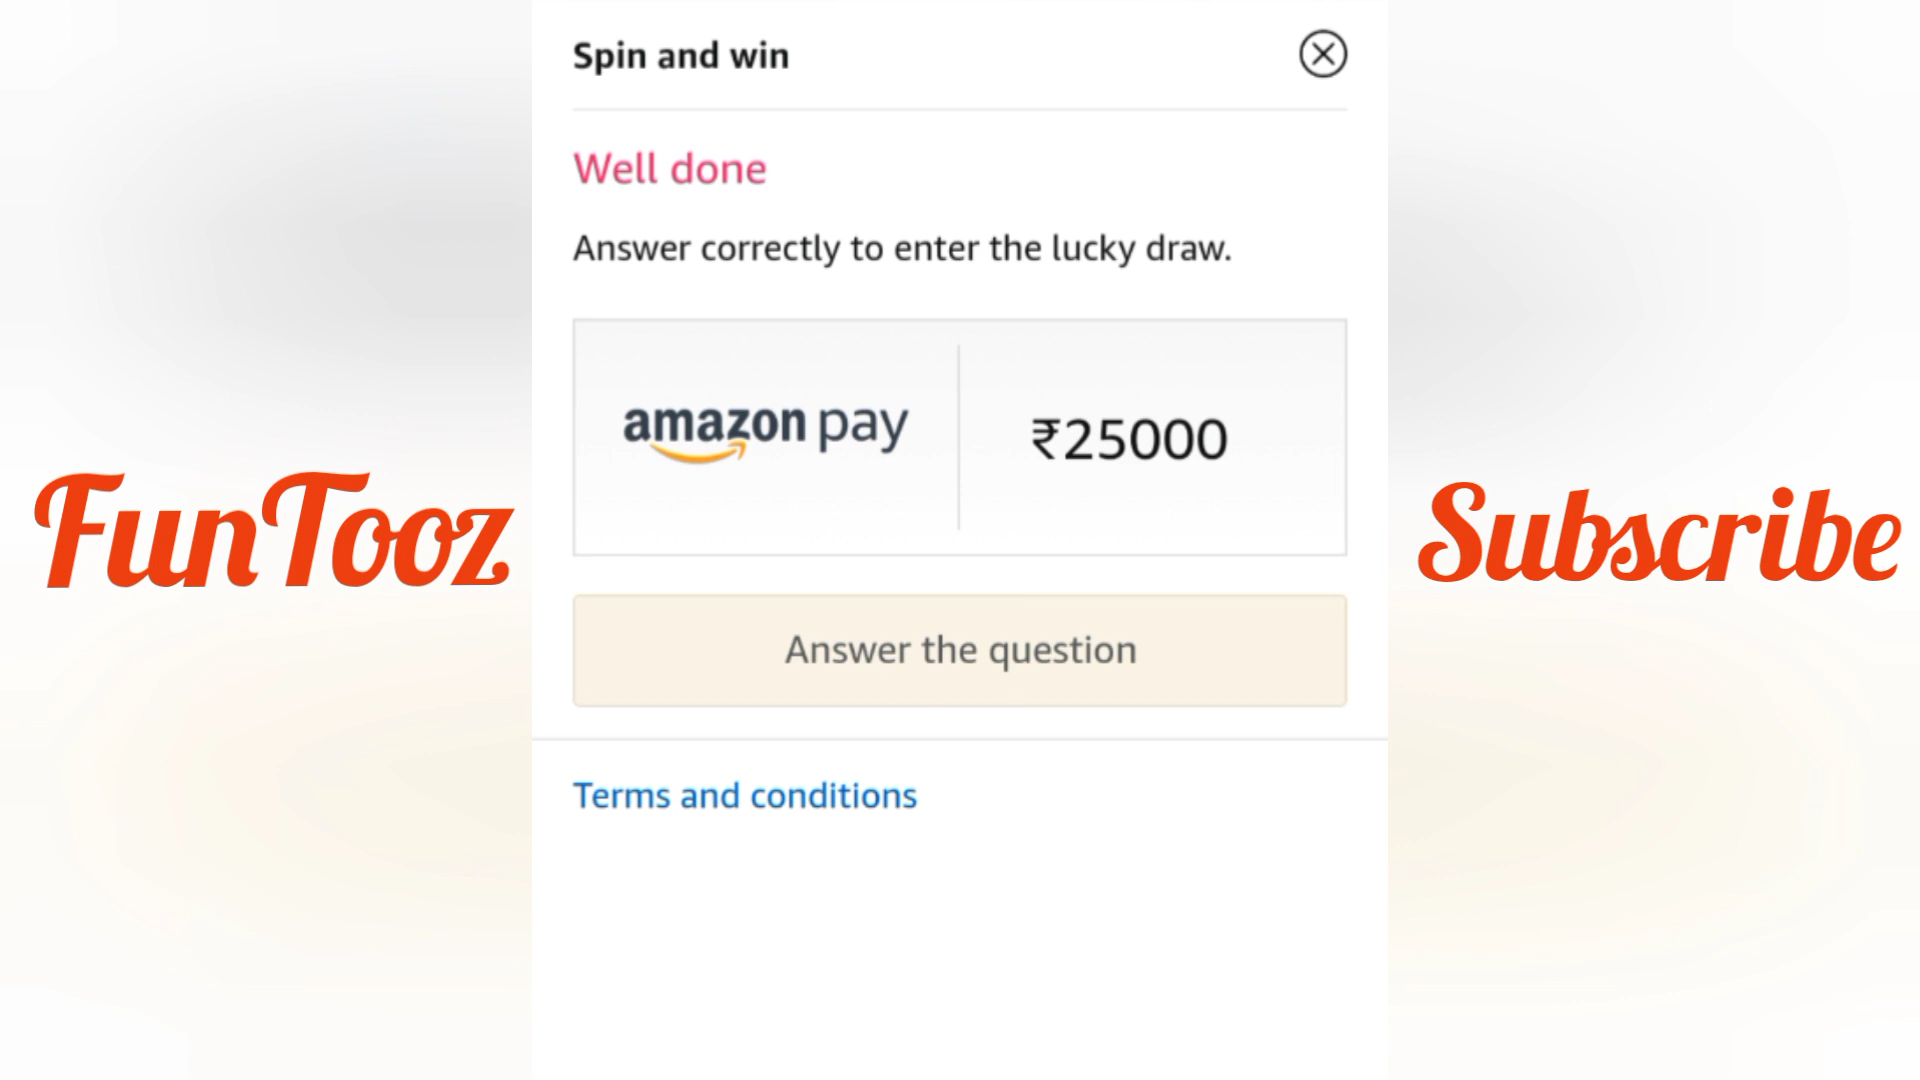 Spin and win
Well done
Answer correctly to enter the lucky draw.
amazon pay
₹25000
FunTooz
Subscribe
Answer the question
Terms and conditions